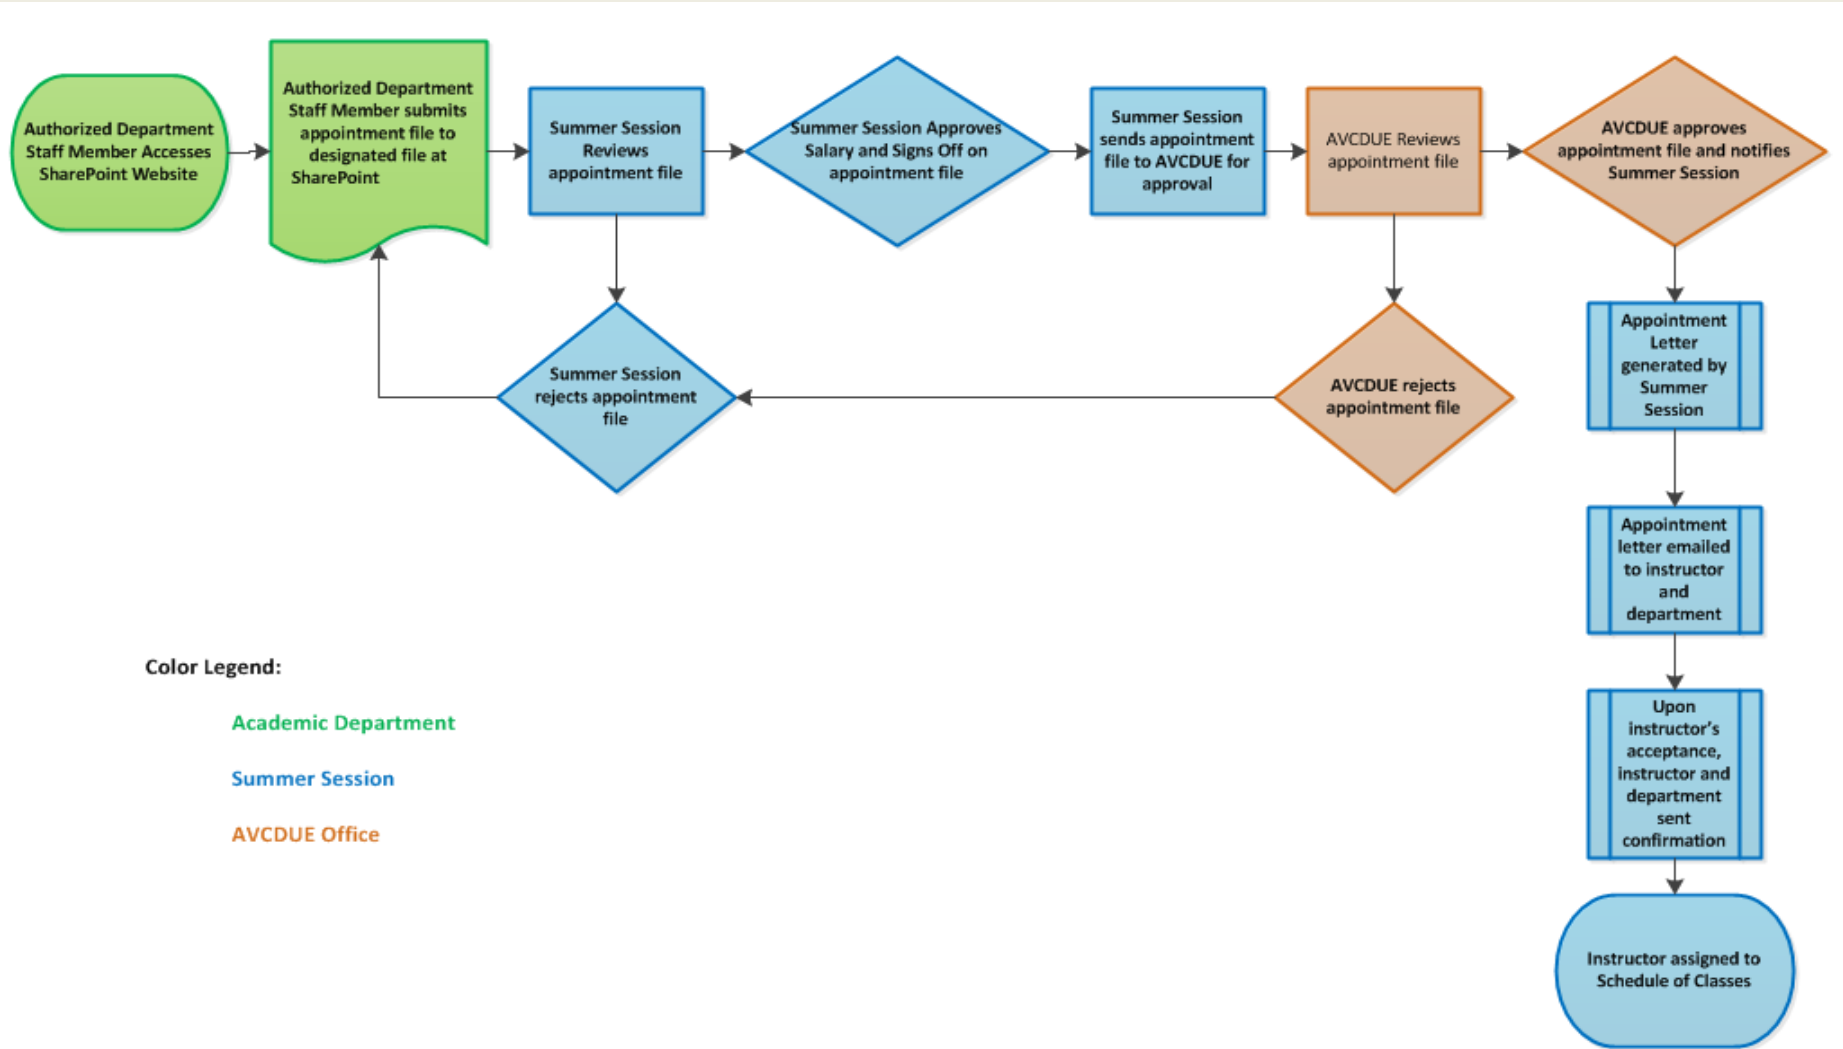 Authorized Department
Staff Member Accesses
SharePoint Website
Authorized Department
Staff Member submits
appointment file to
designated file at
SharePoint
Summer Session
Reviews
appointment file
Summer Session Approves
Salary and Signs Off on
appointment file
Summer Session
sends appointment
file to AVCDUE for
approval
AVCDUE Reviews
appointment file
AVCDUE approves
appointment file and notifies
Summer Session
Summer Session
rejects appointment
file
AVCDUE rejects
appointment file
Appointment
Letter
generated by
Summer
Session
Appointment
letter emailed
to instructor
and
department
Upon
instructor’s
acceptance,
instructor and
department
sent
confirmation
Instructor assigned to
Schedule of Classes
Color Legend:
Academic Department
Summer Session
AVCDUE Office